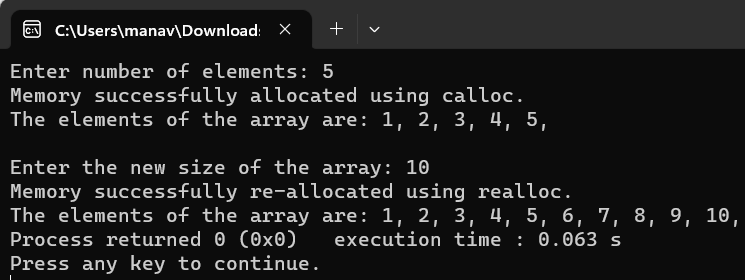 C:\Users\manav\Download:
Enter number of elements: 5
Memory successfully allocated using calloc.
The elements of the array are: 1, 2, 3, 4, 5,
Enter the new size of the array: 10
Memory successfully re-allocated using realloc.
The elements of the array are: 1, 2, 3, 4, 5, 6, 7, 8, 9, 10,
Process returned 0 (0x0)   execution time : 0.063 s
Press any key to continue.